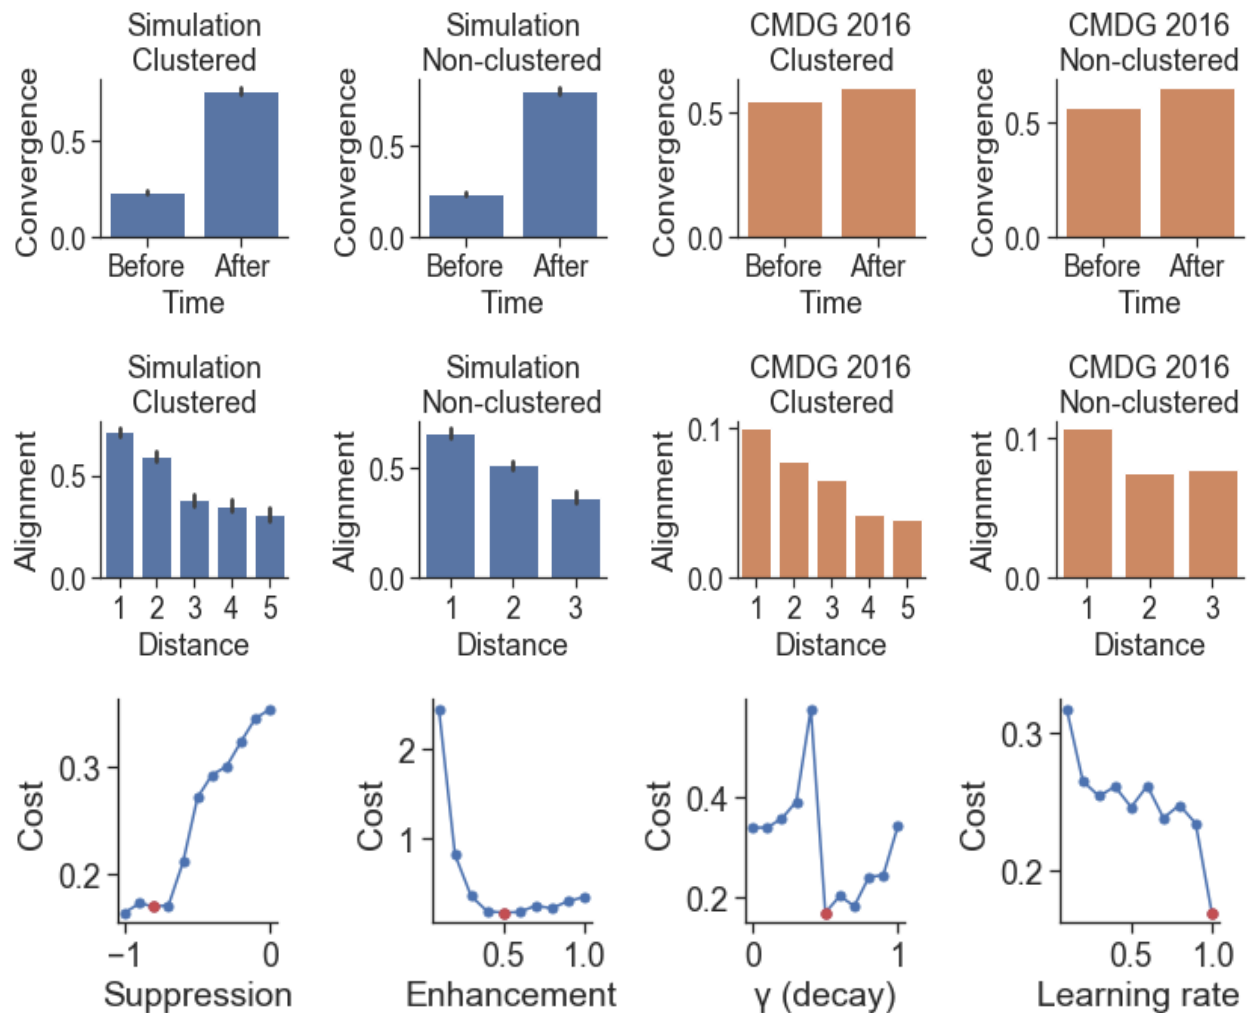 Simulation
Clustered
Simulation
Non-clustered
CMDG 2016
Clustered
CMDG 2016
Non-clustered
Convergence
0.5
0.0
Before After
Time
Convergence
0.5
0.0
Before After
Time
Convergence
0.5
0.0
Before After
Time
Convergence
0.5
0.0
Before After
Time
Simulation
Clustered
Simulation
Non-clustered
CMDG 2016
Clustered
CMDG 2016
Non-clustered
Alignment
0.5
0.0
1 2 3 4 5
Distance
Alignment
0.5
0.0
1 2 3
Distance
Alignment
0.1
0.0
1 2 3 4 5
Distance
Alignment
0.1
0.0
1 2 3
Distance
Cost
0.3
0.2
−1 0
Suppression
Cost
2
1
0.5 1.0
Enhancement
Cost
0.4
0.2
0 1
γ (decay)
Cost
0.3
0.2
0.5 1.0
Learning rate